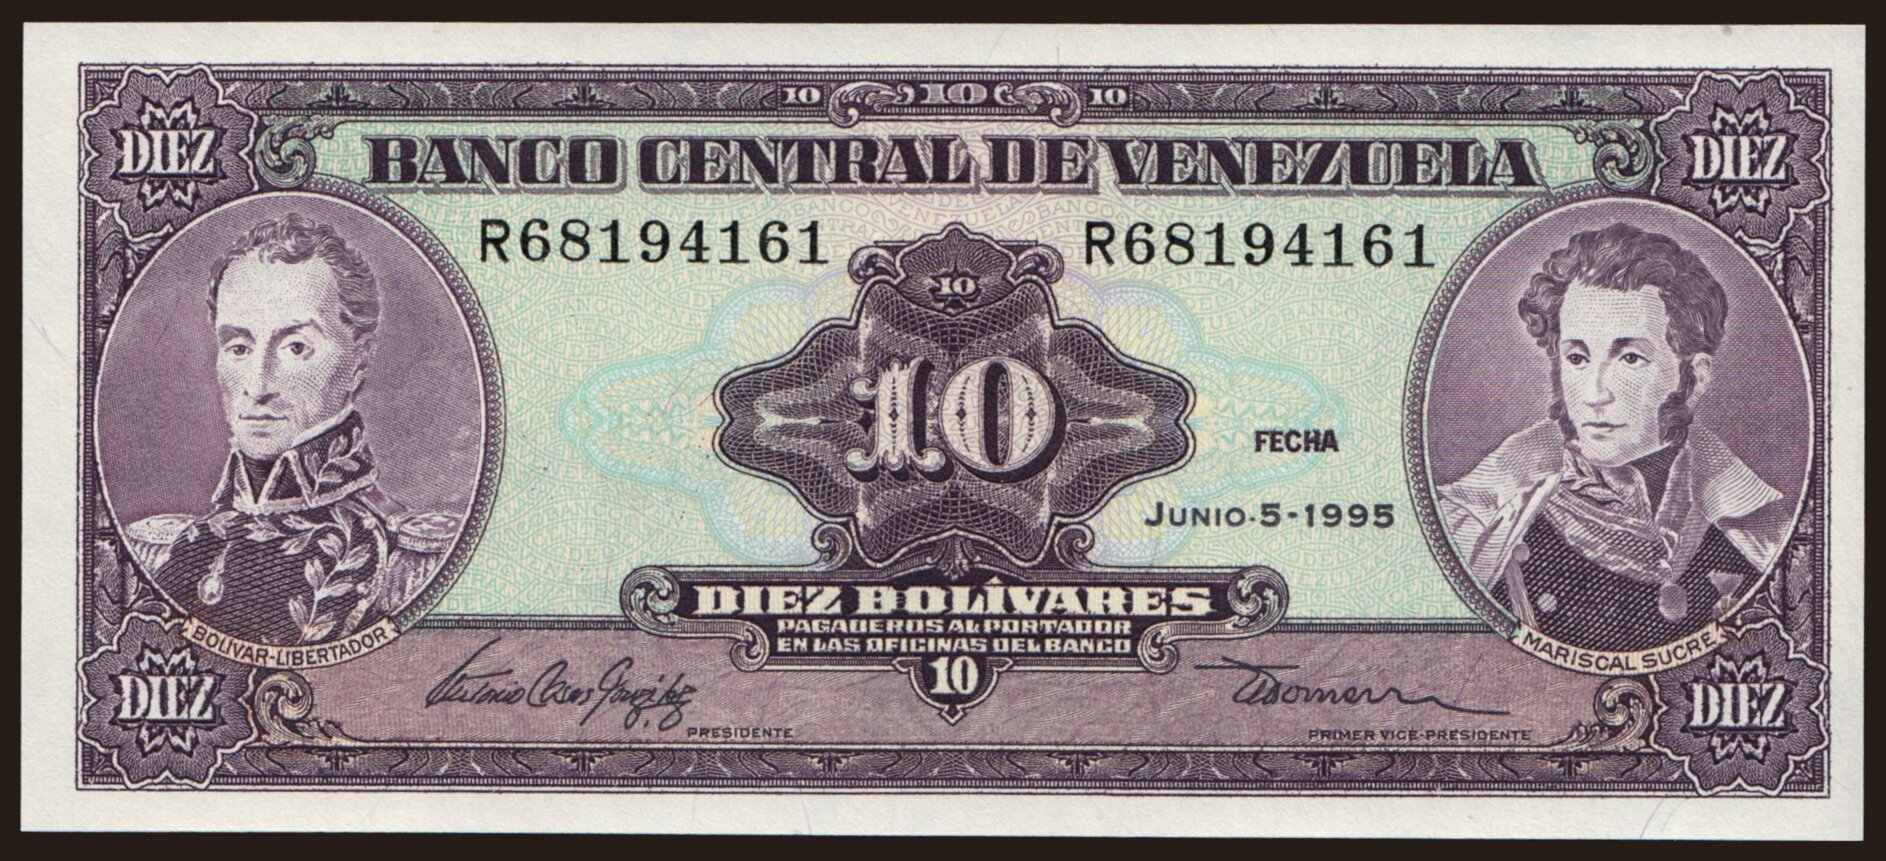 10 10 10
DIEZ DIEZ
BANCO CENTRAL DE VENEZUELA
R68194161 R68194161
10
10
FECHA
JUNIO-5-1995
DIEZ BOLÍVARES
PAGADEROS AL PORTADOR
EN LAS OFICINAS DEL BANCO
10
BOLIVAR-LIBERTADOR
MARISCAL SUCRE
DIEZ DIEZ
PRESIDENTE
PRIMER VICE-PRESIDENTE